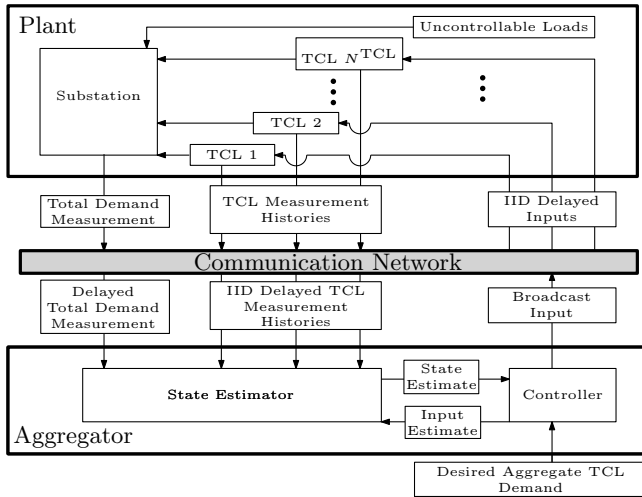 Plant
Uncontrollable Loads
TCL N^TCL
Substation
TCL 2
TCL 1
Total Demand
Measurement
TCL Measurement
Histories
IID Delayed
Inputs
Communication Network
Delayed
Total Demand
Measurement
IID Delayed TCL
Measurement
Histories
Broadcast
Input
State Estimator
State
Estimate
Input
Estimate
Controller
Aggregator
Desired Aggregate TCL
Demand